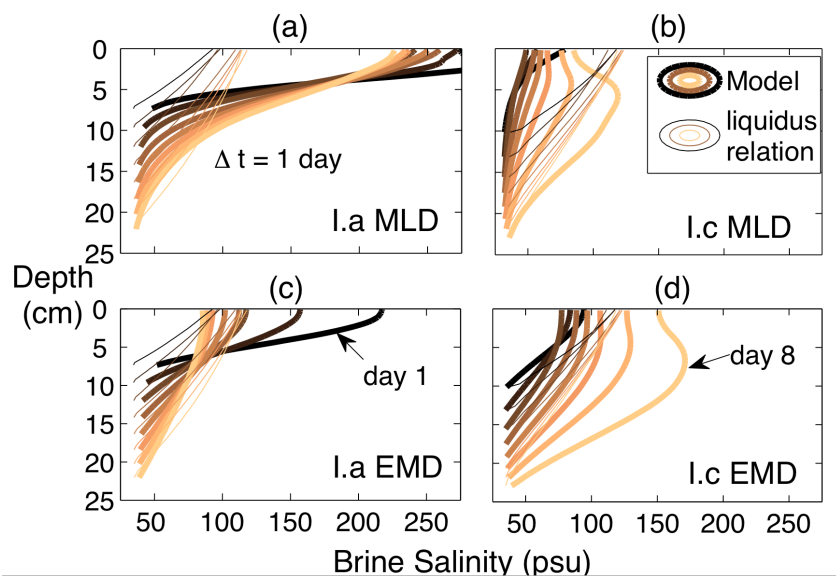 (a)
(b)
0
5
10
15
20
25
Δ t = 1 day
I.a MLD
Model
liquidus
relation
I.c MLD
Depth
(cm)
(c)
(d)
0
5
10
15
20
25
day 1
I.a EMD
day 8
I.c EMD
50 100 150 200 250
50 100 150 200 250
Brine Salinity (psu)